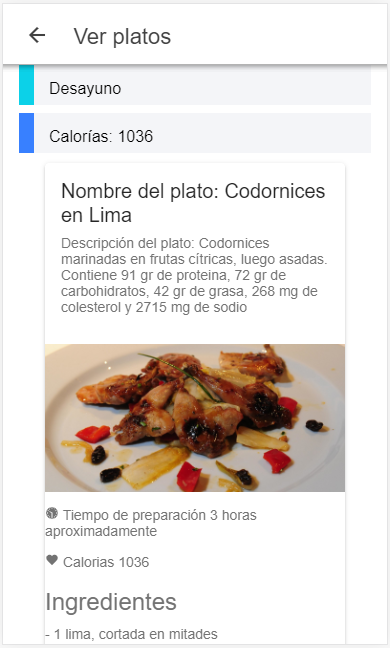 Ver platos
Desayuno
Calorías: 1036
Nombre del plato: Codornices
en Lima
Descripción del plato: Codornices
marinadas en frutas cítricas, luego asadas.
Contiene 91 gr de proteina, 72 gr de
carbohidratos, 42 gr de grasa, 268 mg de
colesterol y 2715 mg de sodio
Tiempo de preparación 3 horas
aproximadamente
Calorias 1036
Ingredientes
- 1 lima, cortada en mitades